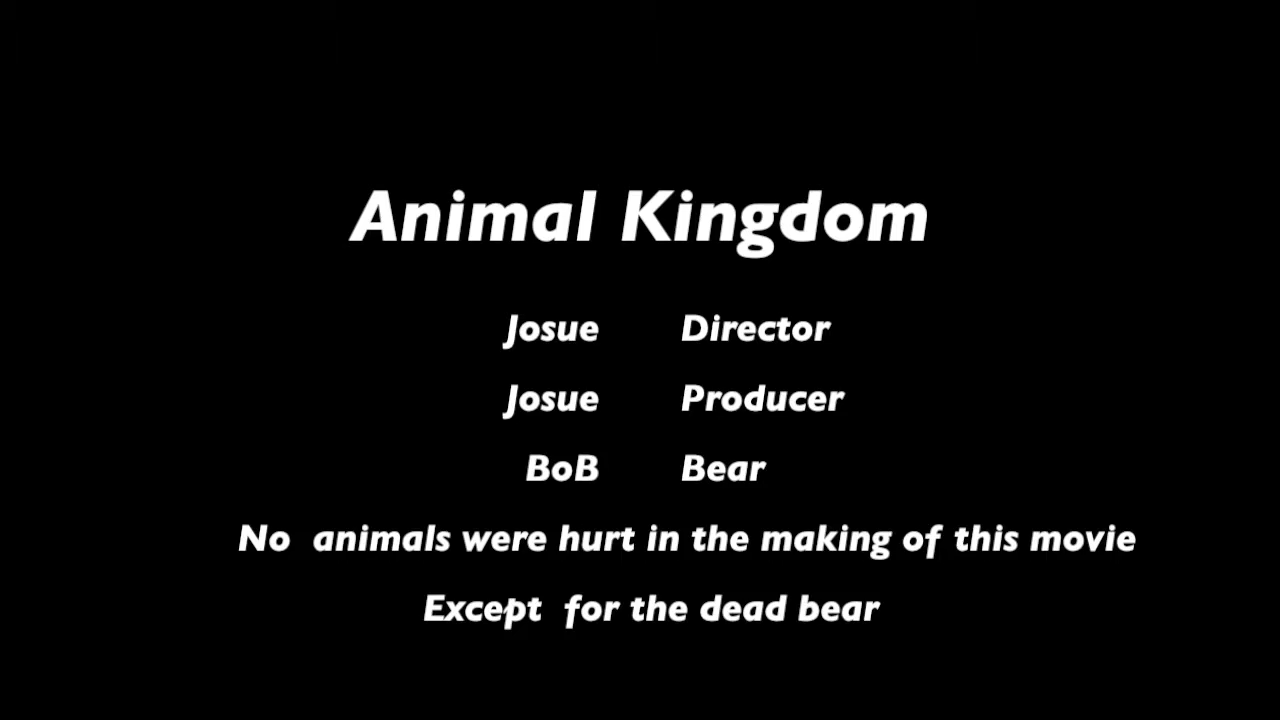 Animal Kingdom
Josue Director
Josue Producer
BoB Bear
No animals were hurt in the making of this movie
Except for the dead bear